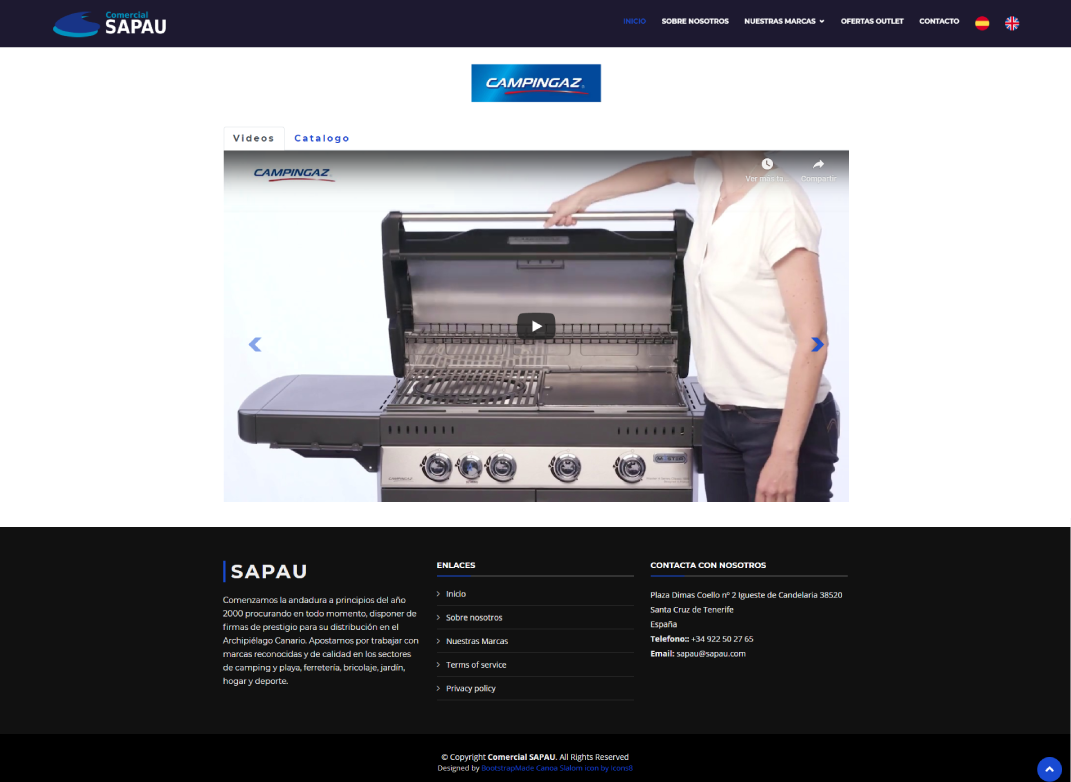 Comercial
SAPAU
INICIO SOBRE NOSOTROS NUESTRAS MARCAS OFERTAS OUTLET CONTACTO
CAMPINGAZ
Videos Catalogo
CAMPINGAZ
Ver más ta... Compartir
CAMPINGAZ
SAPAU
Comenzamos la andadura a principios del año
2000 procurando en todo momento, disponer de
firmas de prestigio para su distribución en el
Archipiélago Canario. Apostamos por trabajar con
marcas reconocidas y de calidad en los sectores
de camping y playa, ferretería, bricolaje, jardín,
hogar y deporte.
ENLACES
Inicio
Sobre nosotros
Nuestras Marcas
Terms of service
Privacy policy
CONTACTA CON NOSOTROS
Plaza Dimas Coello nº 2 Igueste de Candelaria 38520
Santa Cruz de Tenerife
España
Telefono:: +34 922 50 27 65
Email: sapau@sapau.com
© Copyright Comercial SAPAU. All Rights Reserved
Designed by BootstrapMade Canoa Slalom icon by Icons8